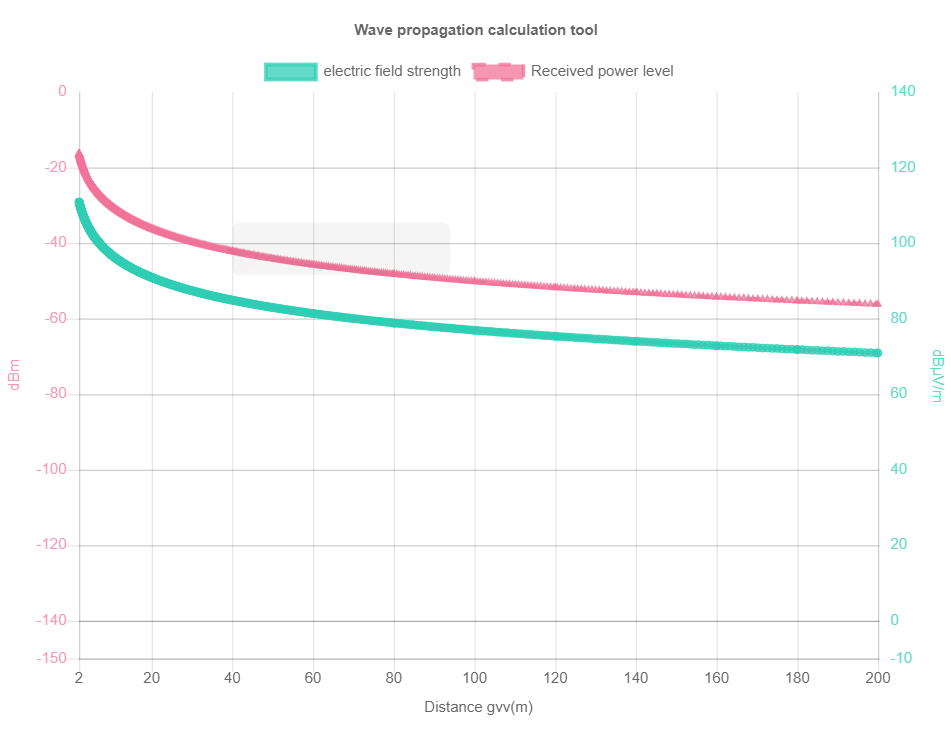 Wave propagation calculation tool
electric field strength Received power level
0 140
-20 120
-40 100
-60 80
dBm dBμV/m
-80 60
-100 40
-120 20
-140 0
-150 -10
2 20 40 60 80 100 120 140 160 180 200
Distance gvv(m)